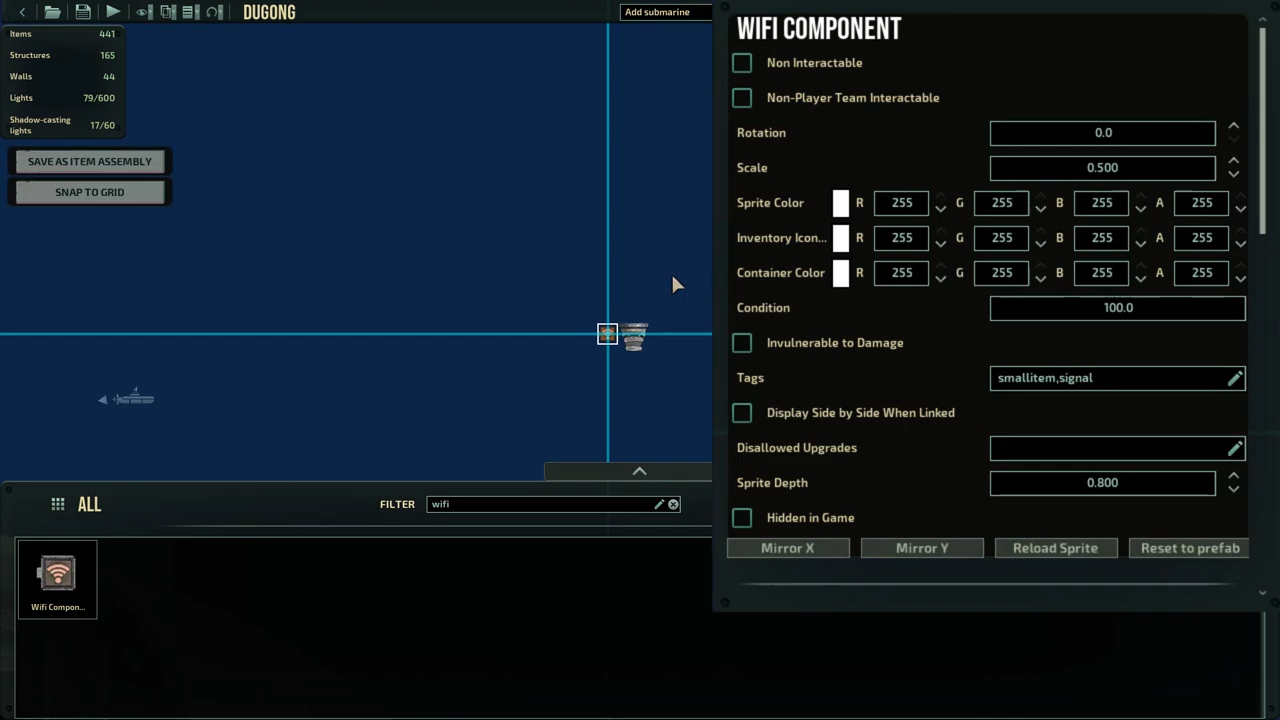 DUGONG
Add submarine
Items 441
Structures 165
Walls 44
Lights 79/600
Shadow-casting
lights 17/60
SAVE AS ITEM ASSEMBLY
SNAP TO GRID
WIFI COMPONENT
Non Interactable
Non-Player Team Interactable
Rotation 0.0
Scale 0.500
Sprite Color R 255 G 255 B 255 A 255
Inventory Icon... R 255 G 255 B 255 A 255
Container Color R 255 G 255 B 255 A 255
Condition 100.0
Invulnerable to Damage
Tags smallitem,signal
Display Side by Side When Linked
Disallowed Upgrades
Sprite Depth 0.800
Hidden in Game
Mirror X Mirror Y Reload Sprite Reset to prefab
ALL FILTER wifi
Wifi Compon...